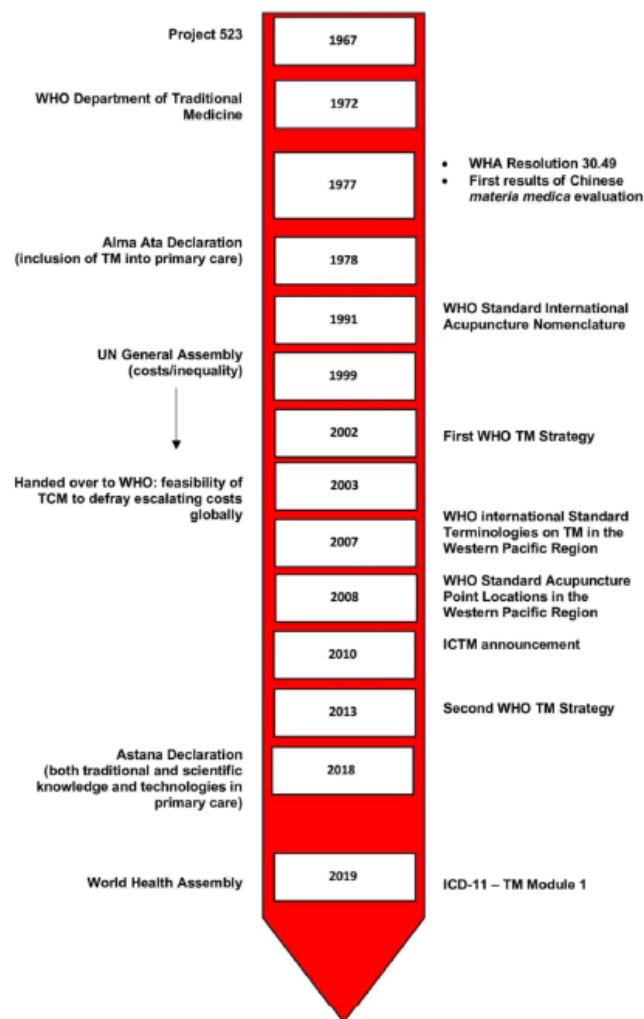 Project 523
1967
WHO Department of Traditional
Medicine
1972
1977
• WHA Resolution 30.49
• First results of Chinese
materia medica evaluation
Alma Ata Declaration
(inclusion of TM into primary care)
1978
1991
WHO Standard International
Acupuncture Nomenclature
UN General Assembly
(costs/inequality)
1999
2002
First WHO TM Strategy
Handed over to WHO: feasibility of
TCM to defray escalating costs
globally
2003
2007
WHO international Standard
Terminologies on TM in the
Western Pacific Region
2008
WHO Standard Acupuncture
Point Locations in the
Western Pacific Region
2010
ICTM announcement
2013
Second WHO TM Strategy
Astana Declaration
(both traditional and scientific
knowledge and technologies in
primary care)
2018
World Health Assembly
2019
ICD-11 – TM Module 1